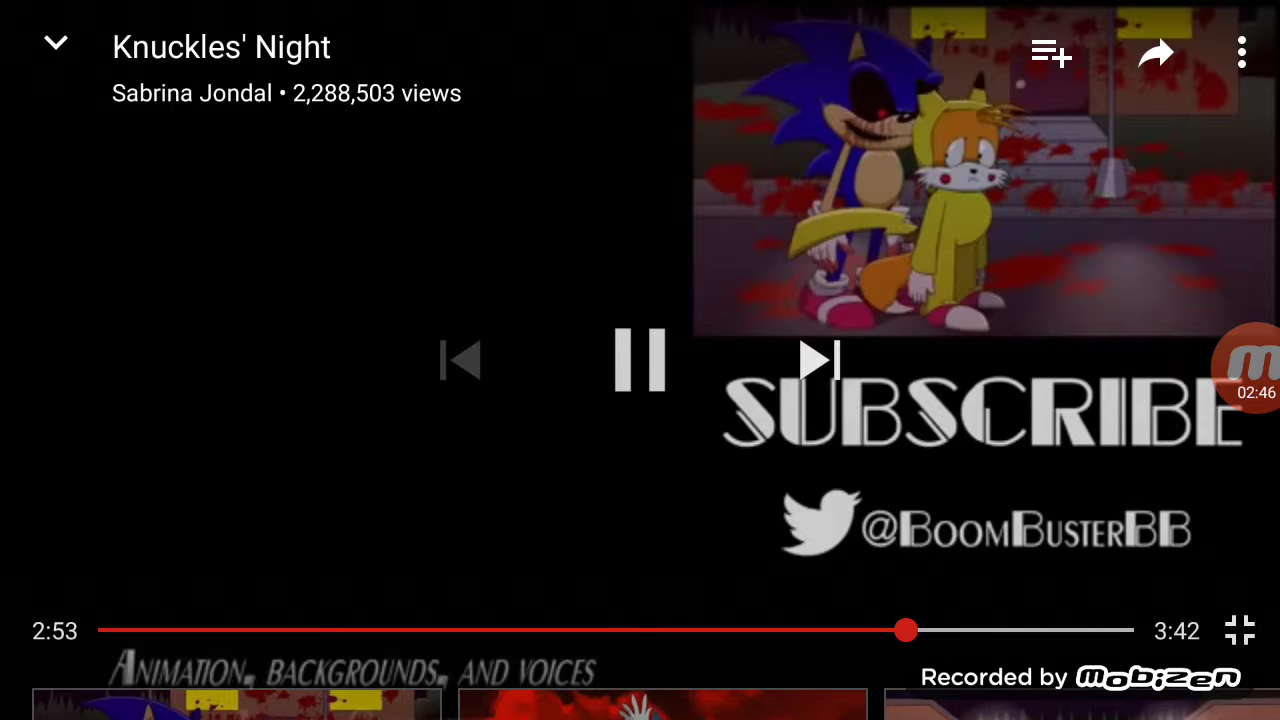 Knuckles' Night
Sabrina Jondal • 2,288,503 views
02:46
SUBSCRIBE
@BOOMBUSTERBB
2:53
3:42
ANIMATION, BACKGROUNDS, AND VOICES
Recorded by mobizen